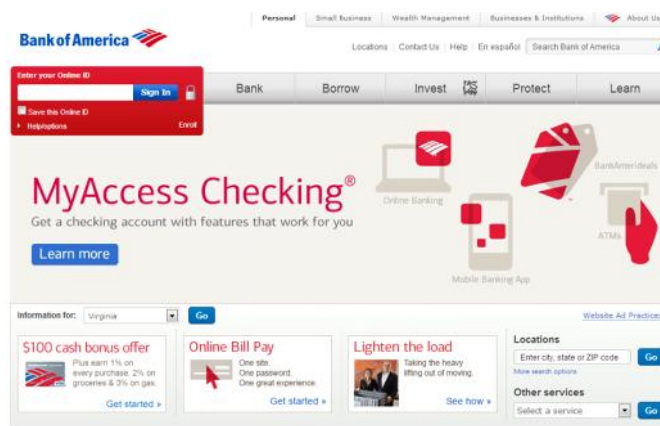 Personal
Small Business
Wealth Management
Businesses & Institutions
About Us
Bank of America
Locations
Contact Us
Help
En español
Search Bank of America
Enter your Online ID
Sign In
Save this Online ID
Help/options
Enroll
Bank
Borrow
Invest
Protect
Learn
MyAccess Checking®
Get a checking account with features that work for you
Learn more
Online Banking
Mobile Banking App
BankAmerideals
ATMs
Information for:
Virginia
Go
Website Ad Practices
$100 cash bonus offer
Plus earn 1% on
every purchase, 2% on
groceries & 3% on gas.
Get started »
Online Bill Pay
One site.
One password.
One great experience.
Get started »
Lighten the load
Taking the heavy
lifting out of moving.
See how »
Locations
Enter city, state or ZIP code
Go
More search options
Other services
Select a service
Go